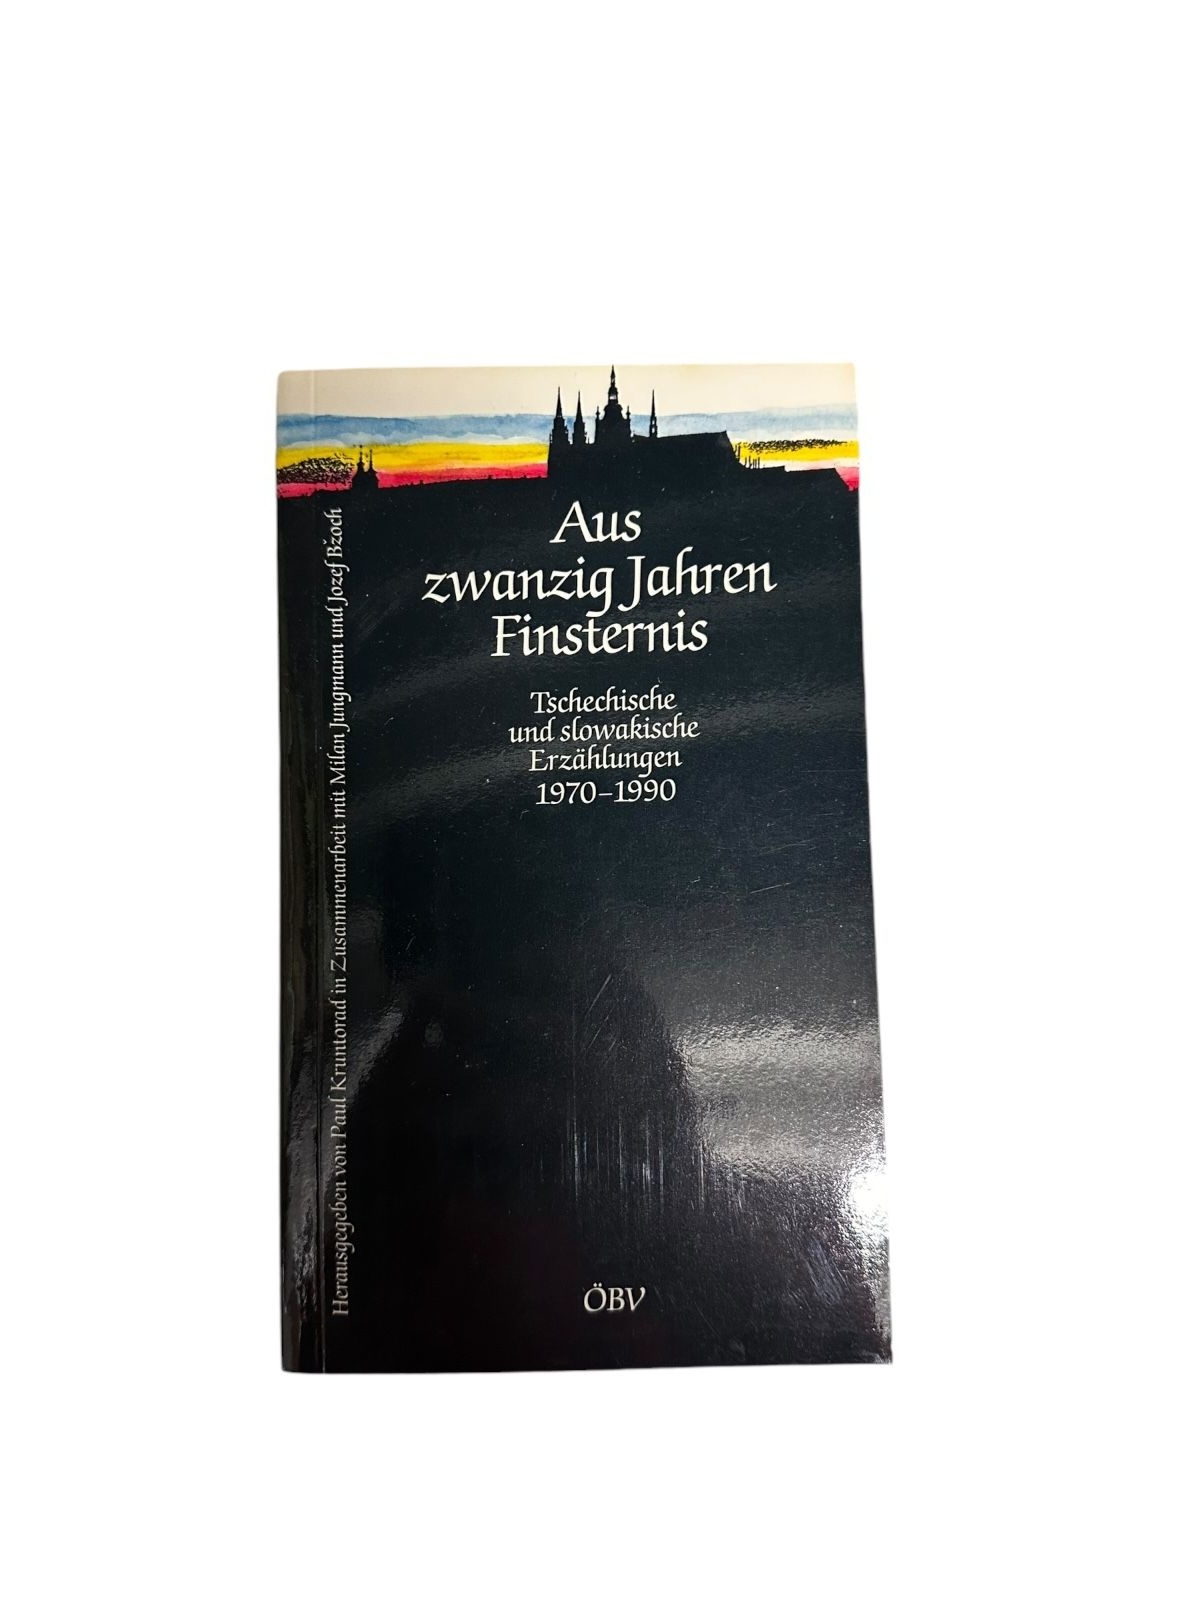 Aus
zwanzig Jahren
Finsternis
Tschechische
und slowakische
Erzählungen
1970–1990
Herausgegeben von Paul Kruntorad in Zusammenarbeit mit Milan Jungmann und Jozef Bžoch
ÖBV